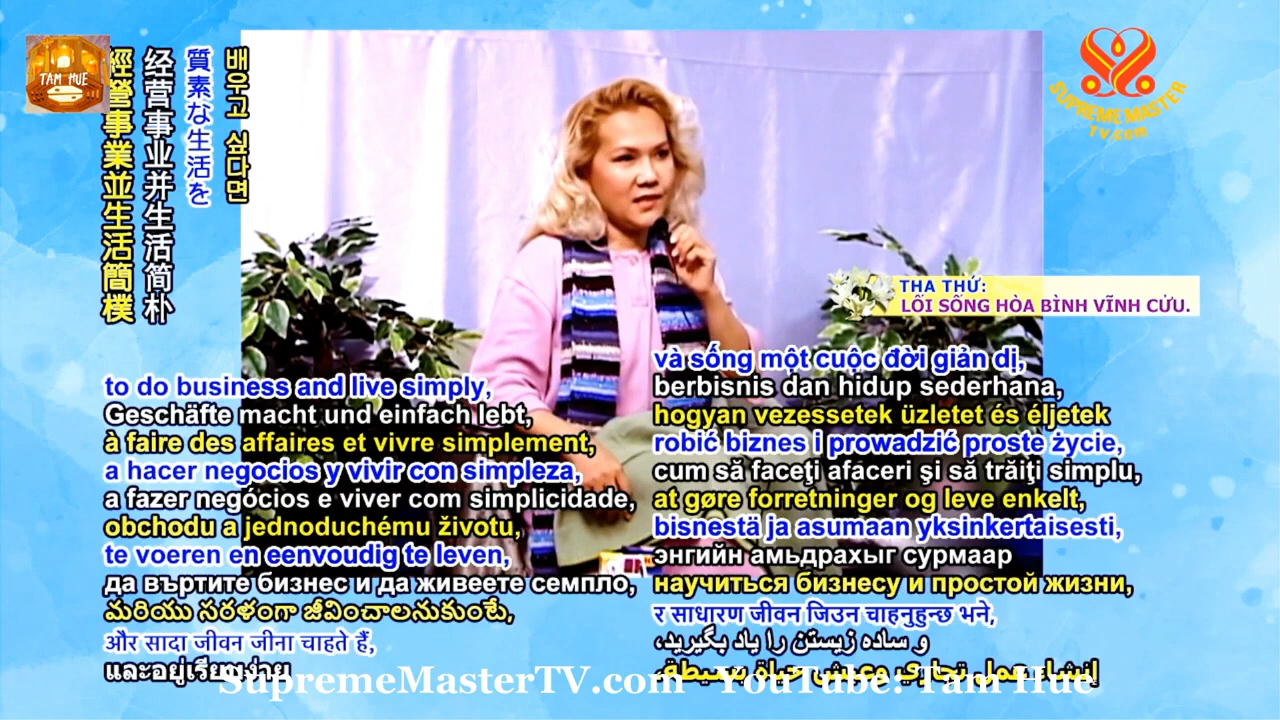 TAM HUE
SUPREME MASTER
TV.com
經營事業並生活簡樸
经营事业并生活简朴
質素な生活を
배우고 싶다면
THA THỨ:
LỐI SỐNG HÒA BÌNH VĨNH CỬU.
to do business and live simply,
Geschäfte macht und einfach lebt,
à faire des affaires et vivre simplement,
a hacer negocios y vivir con simpleza,
a fazer negócios e viver com simplicidade,
obchodu a jednoduchému životu,
te voeren en eenvoudig te leven,
да въртите бизнес и да живеете семпло,
మరియు సరళంగా జీవించాలనుకుంటే,
और सादा जीवन जीना चाहते हैं,
และอยู่เรียบง่าย
và sống một cuộc đời giản dị,
berbisnis dan hidup sederhana,
hogyan vezessetek üzletet és éljetek
robić biznes i prowadzić proste życie,
cum să faceţi afaceri şi să trăiţi simplu,
at gøre forretninger og leve enkelt,
bisnestä ja asumaan yksinkertaisesti,
энгийн амьдрахыг сурмаар
научиться бизнесу и простой жизни,
र साधारण जीवन जिउन चाहनुहुन्छ भने,
و ساده زیستن را یاد بگیرید،
إنشاء عمل تجاري وعيش حياة بسيطة،
SupremeMasterTV.com YouTube: Tam Hue